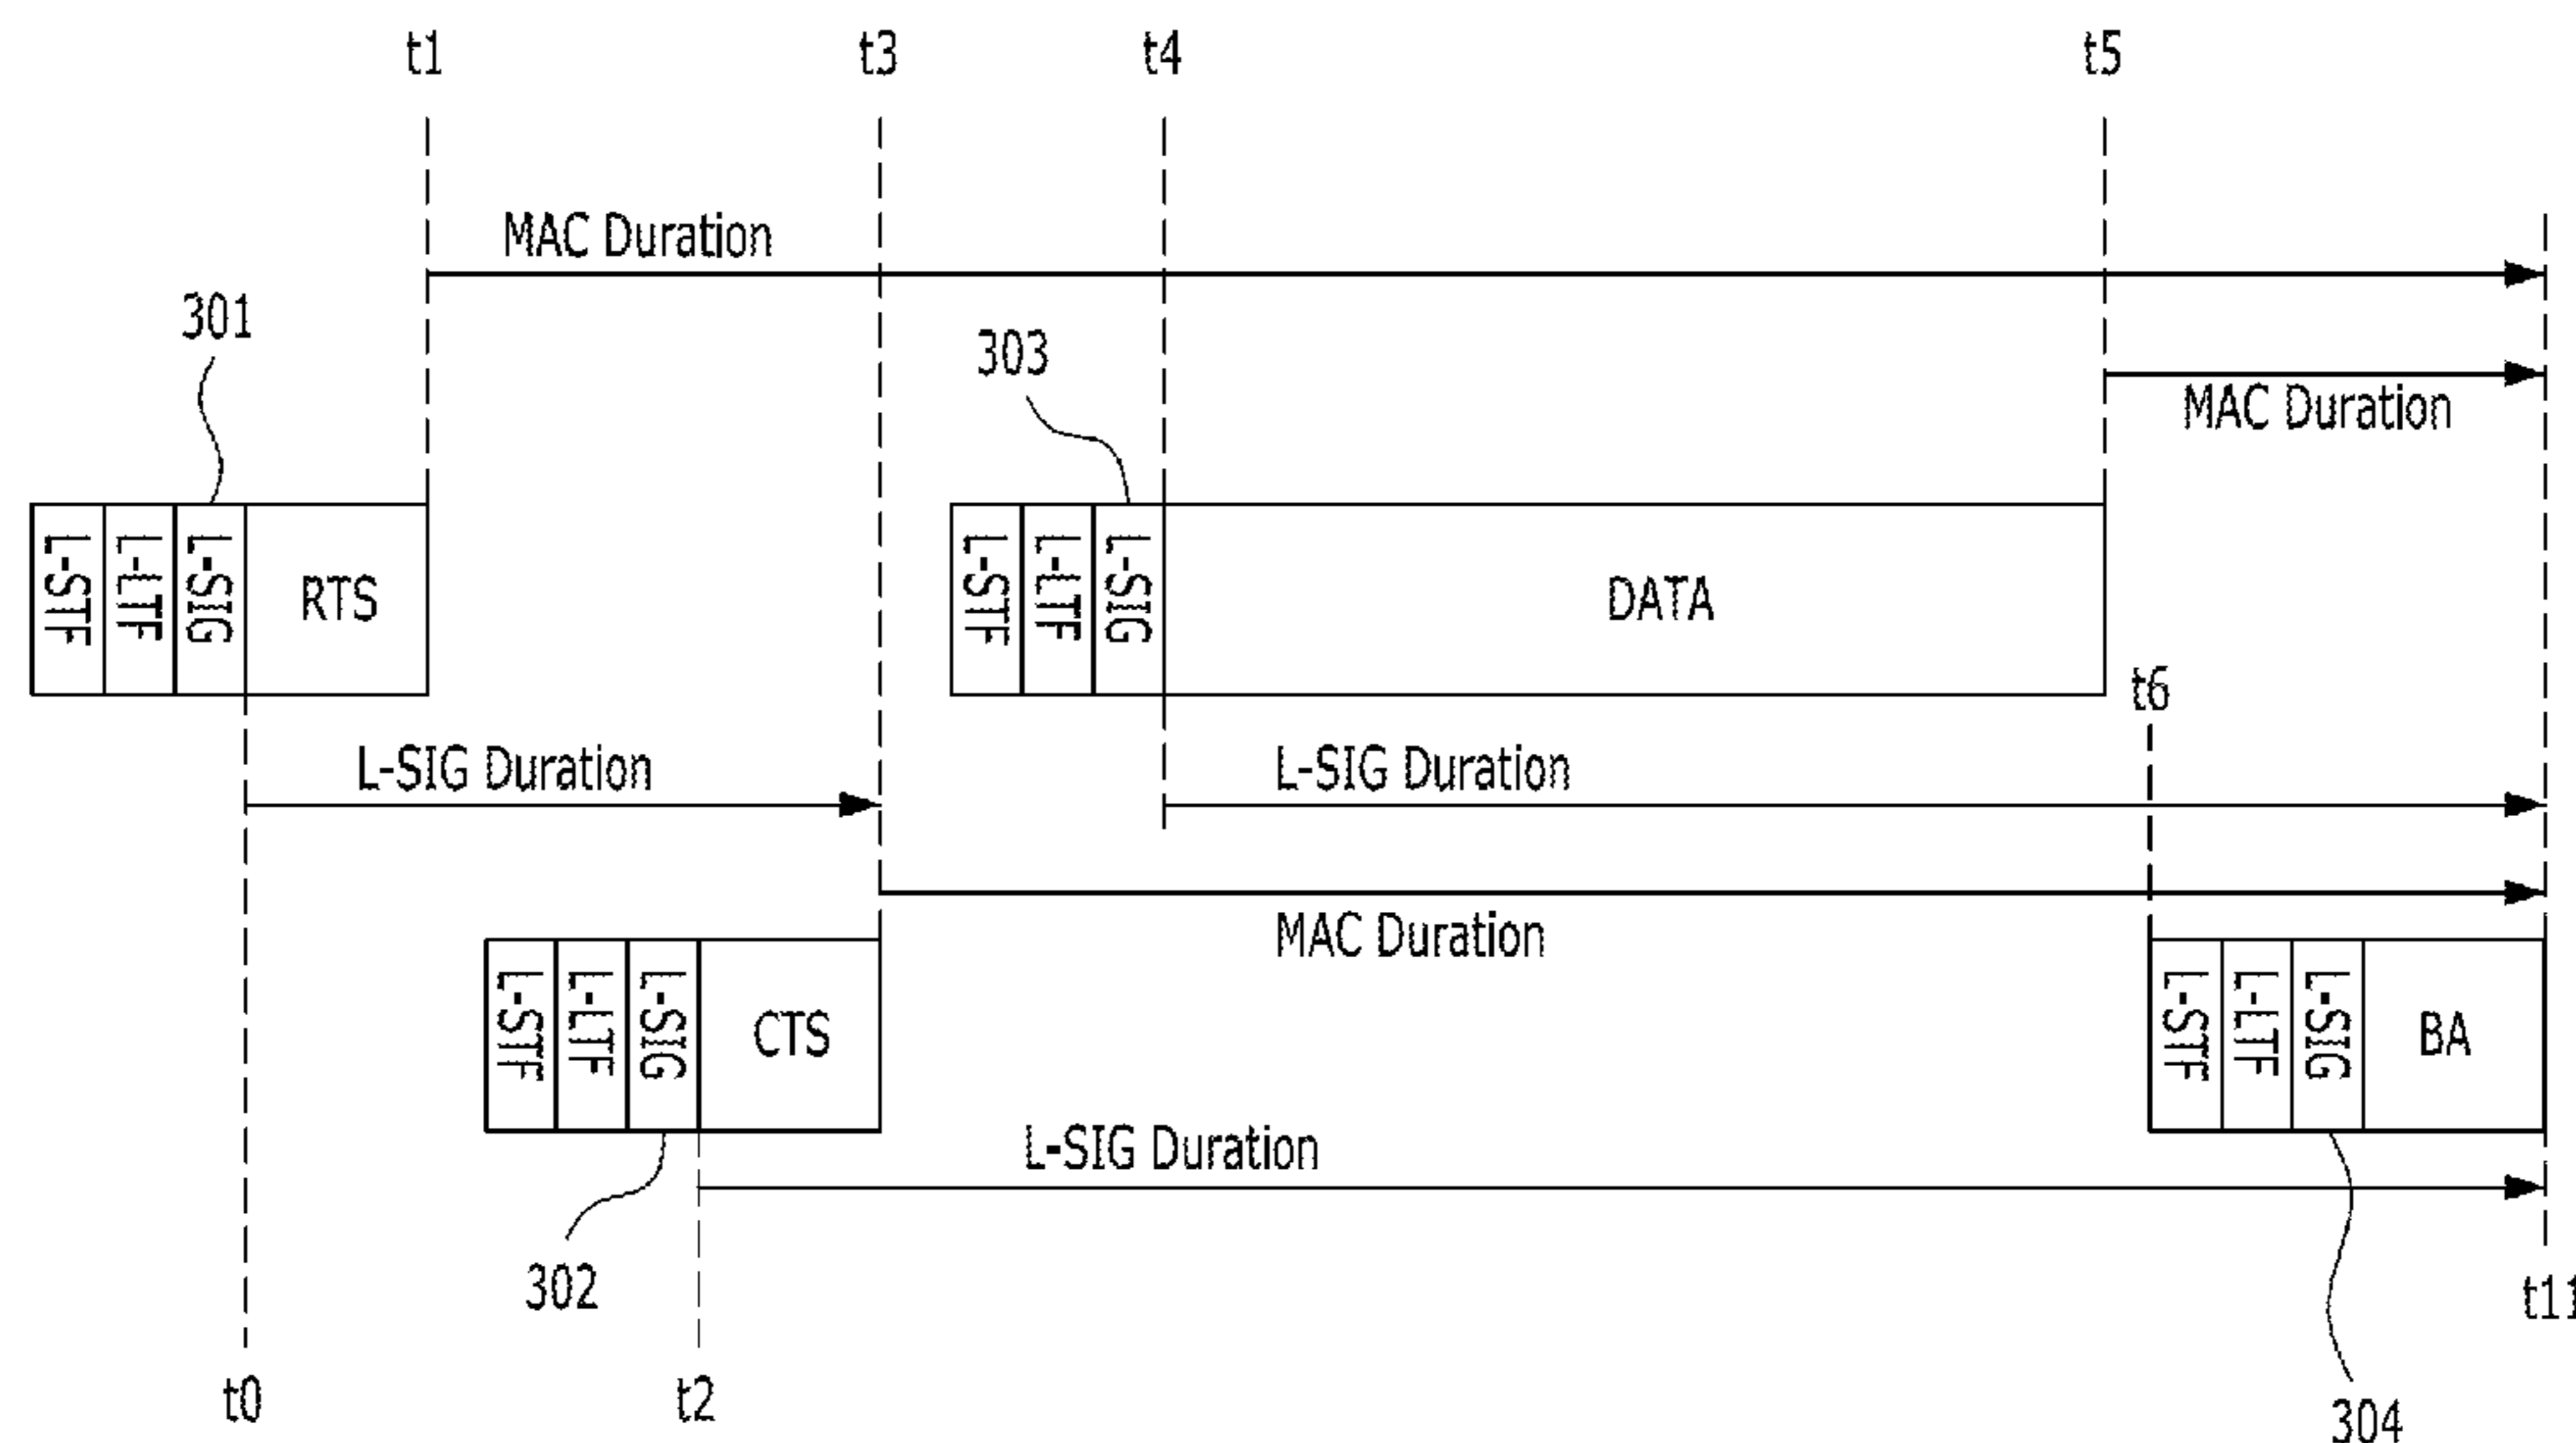 t1
t3
t4
t5
MAC Duration
301
303
MAC Duration
L-STF
L-LTF
L-SIG
RTS
L-STF
L-LTF
L-SIG
DATA
t6
L-SIG Duration
L-SIG Duration
MAC Duration
L-STF
L-LTF
L-SIG
CTS
L-STF
L-LTF
L-SIG
BA
L-SIG Duration
302
t11
t0
t2
304